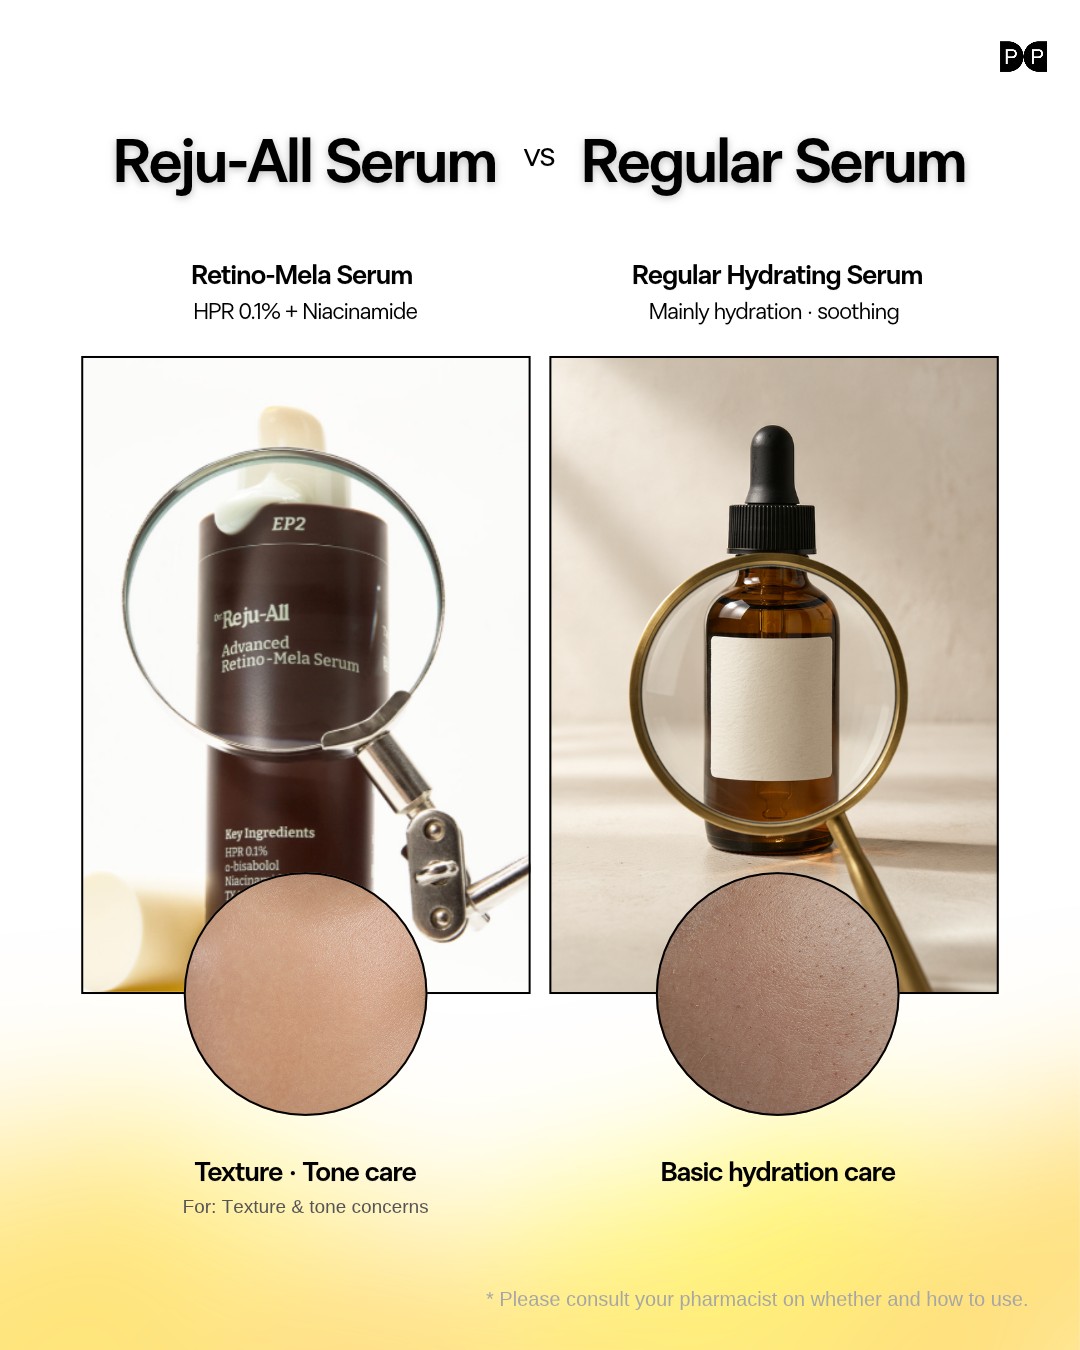 P P
Reju-All Serum vs Regular Serum
Retino-Mela Serum
HPR 0.1% + Niacinamide
Regular Hydrating Serum
Mainly hydration · soothing
EP2
Dr. Reju-All
Advanced
Retino-Mela Serum
Key Ingredients
HPR 0.1%
α-bisabolol
Texture · Tone care
For: Texture & tone concerns
Basic hydration care
* Please consult your pharmacist on whether and how to use.